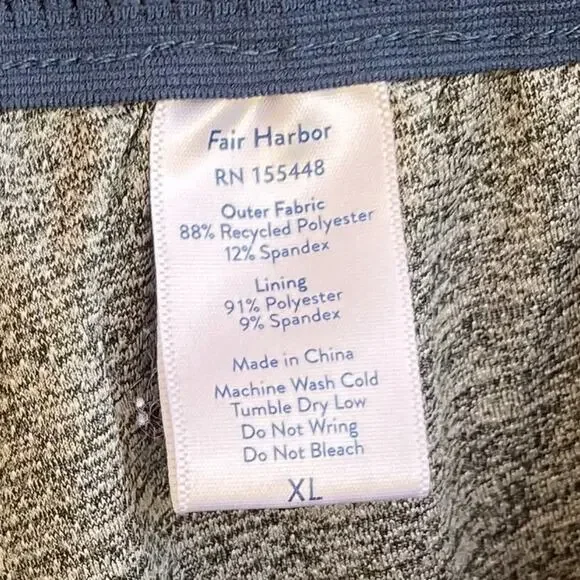 Fair Harbor
RN 155448
Outer Fabric
88% Recycled Polyester
12% Spandex
Lining
91% Polyester
9% Spandex
Made in China
Machine Wash Cold
Tumble Dry Low
Do Not Wring
Do Not Bleach
XL